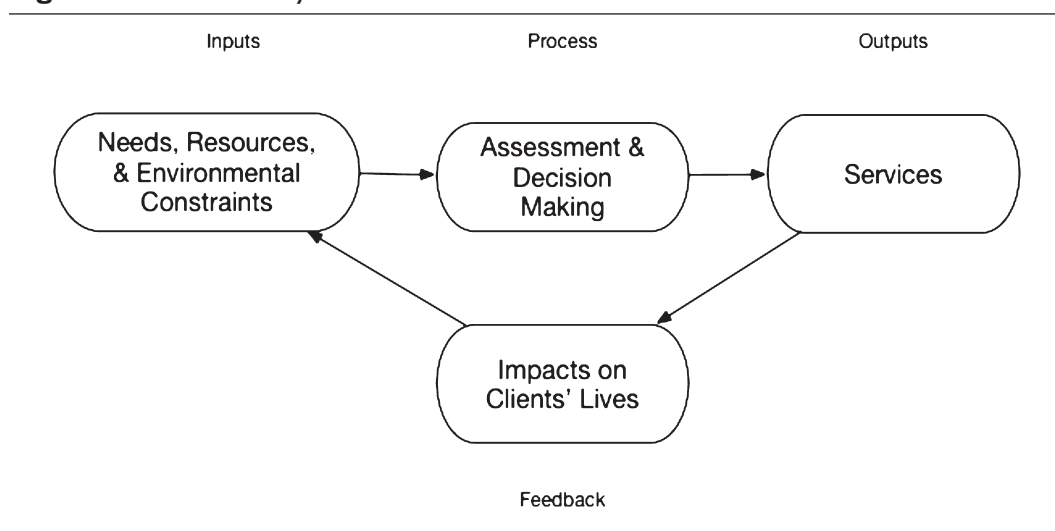 Inputs
Process
Outputs
Needs, Resources,
& Environmental
Constraints
Assessment &
Decision
Making
Services
Impacts on
Clients' Lives
Feedback